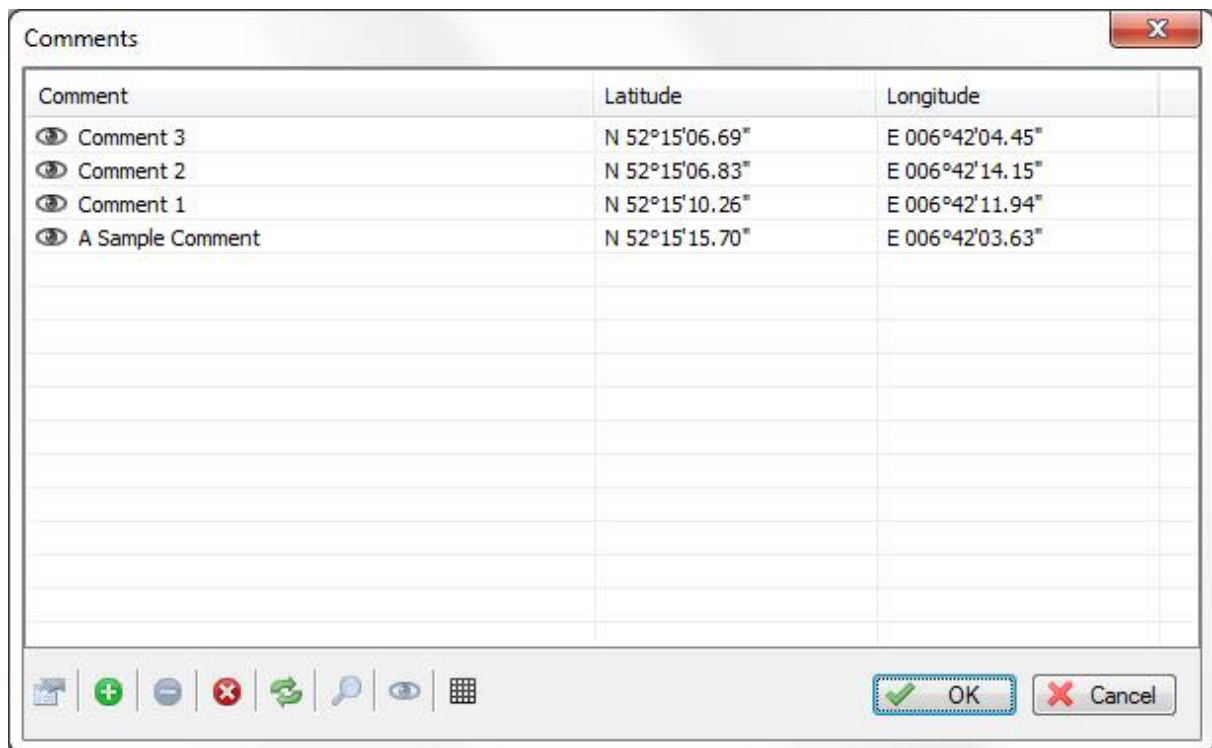 Comments
Comment Latitude Longitude
Comment 3 N 52°15'06.69" E 006°42'04.45"
Comment 2 N 52°15'06.83" E 006°42'14.15"
Comment 1 N 52°15'10.26" E 006°42'11.94"
A Sample Comment N 52°15'15.70" E 006°42'03.63"
OK Cancel